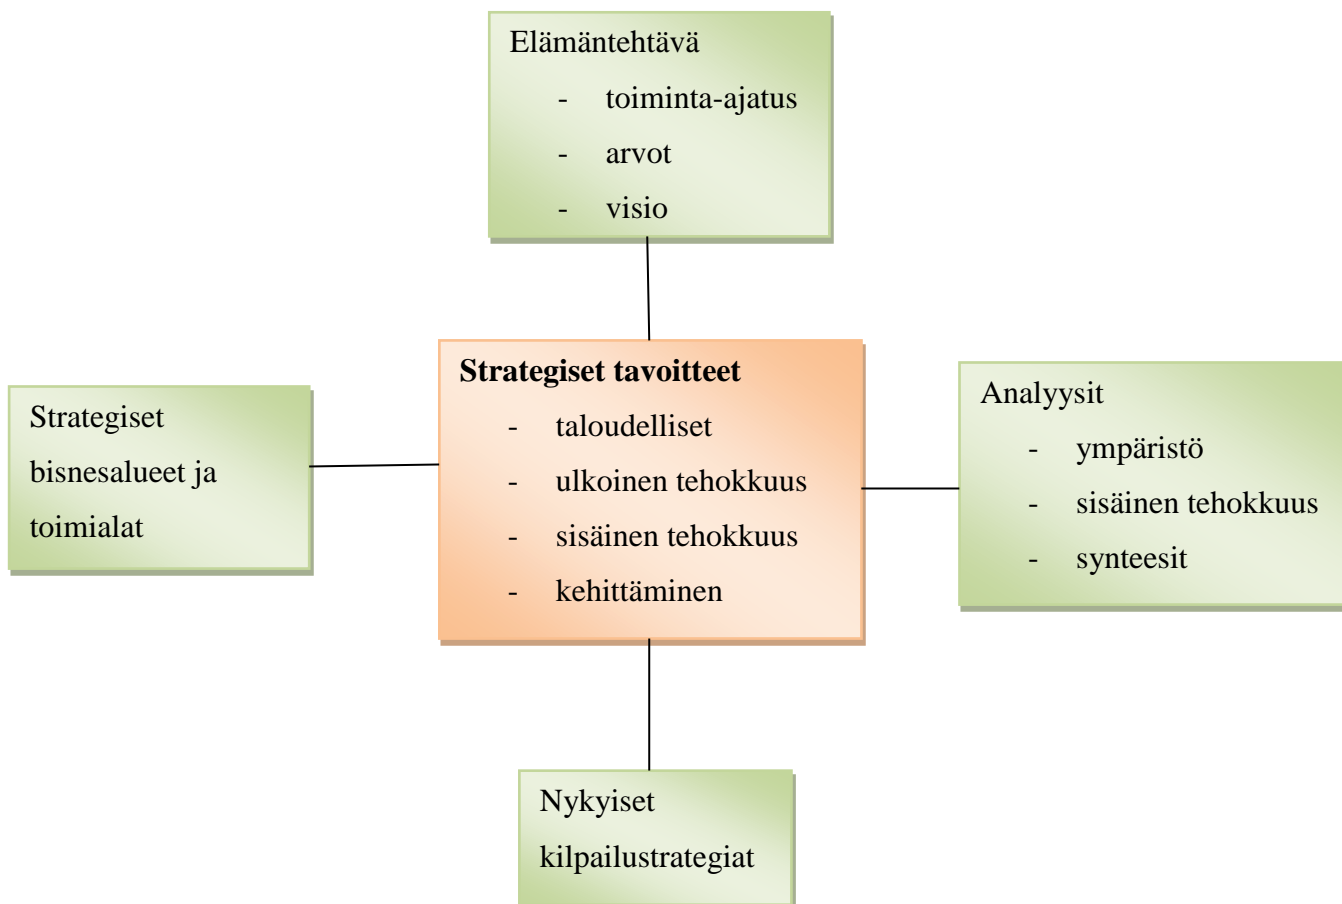 Elämäntehtävä
- toiminta-ajatus
- arvot
- visio
Strategiset
bisnesalueet ja
toimialat
Strategiset tavoitteet
- taloudelliset
- ulkoinen tehokkuus
- sisäinen tehokkuus
- kehittäminen
Analyysit
- ympäristö
- sisäinen tehokkuus
- synteesit
Nykyiset
kilpailustrategiat